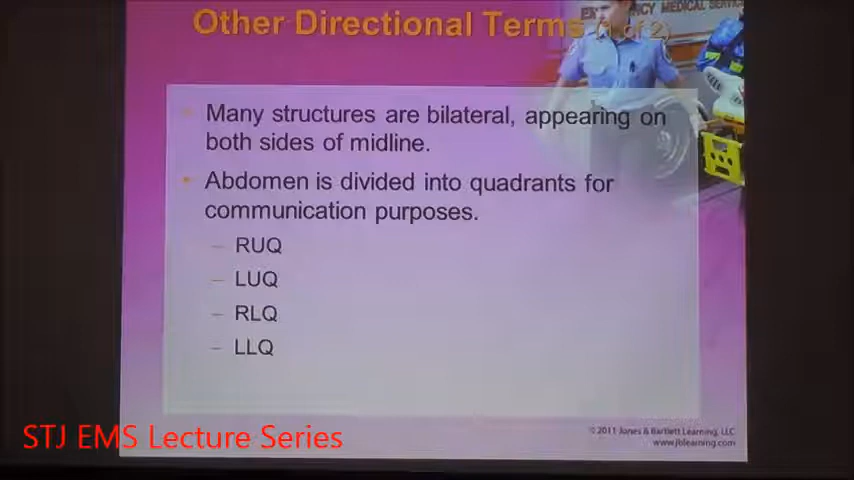 Other Directional Terms (1 of 2)
MEDICAL SERVICE
• Many structures are bilateral, appearing on
both sides of midline.
• Abdomen is divided into quadrants for
communication purposes.
– RUQ
– LUQ
– RLQ
– LLQ
STJ EMS Lecture Series
© 2011 Jones & Bartlett Learning, LLC
www.jblearning.com